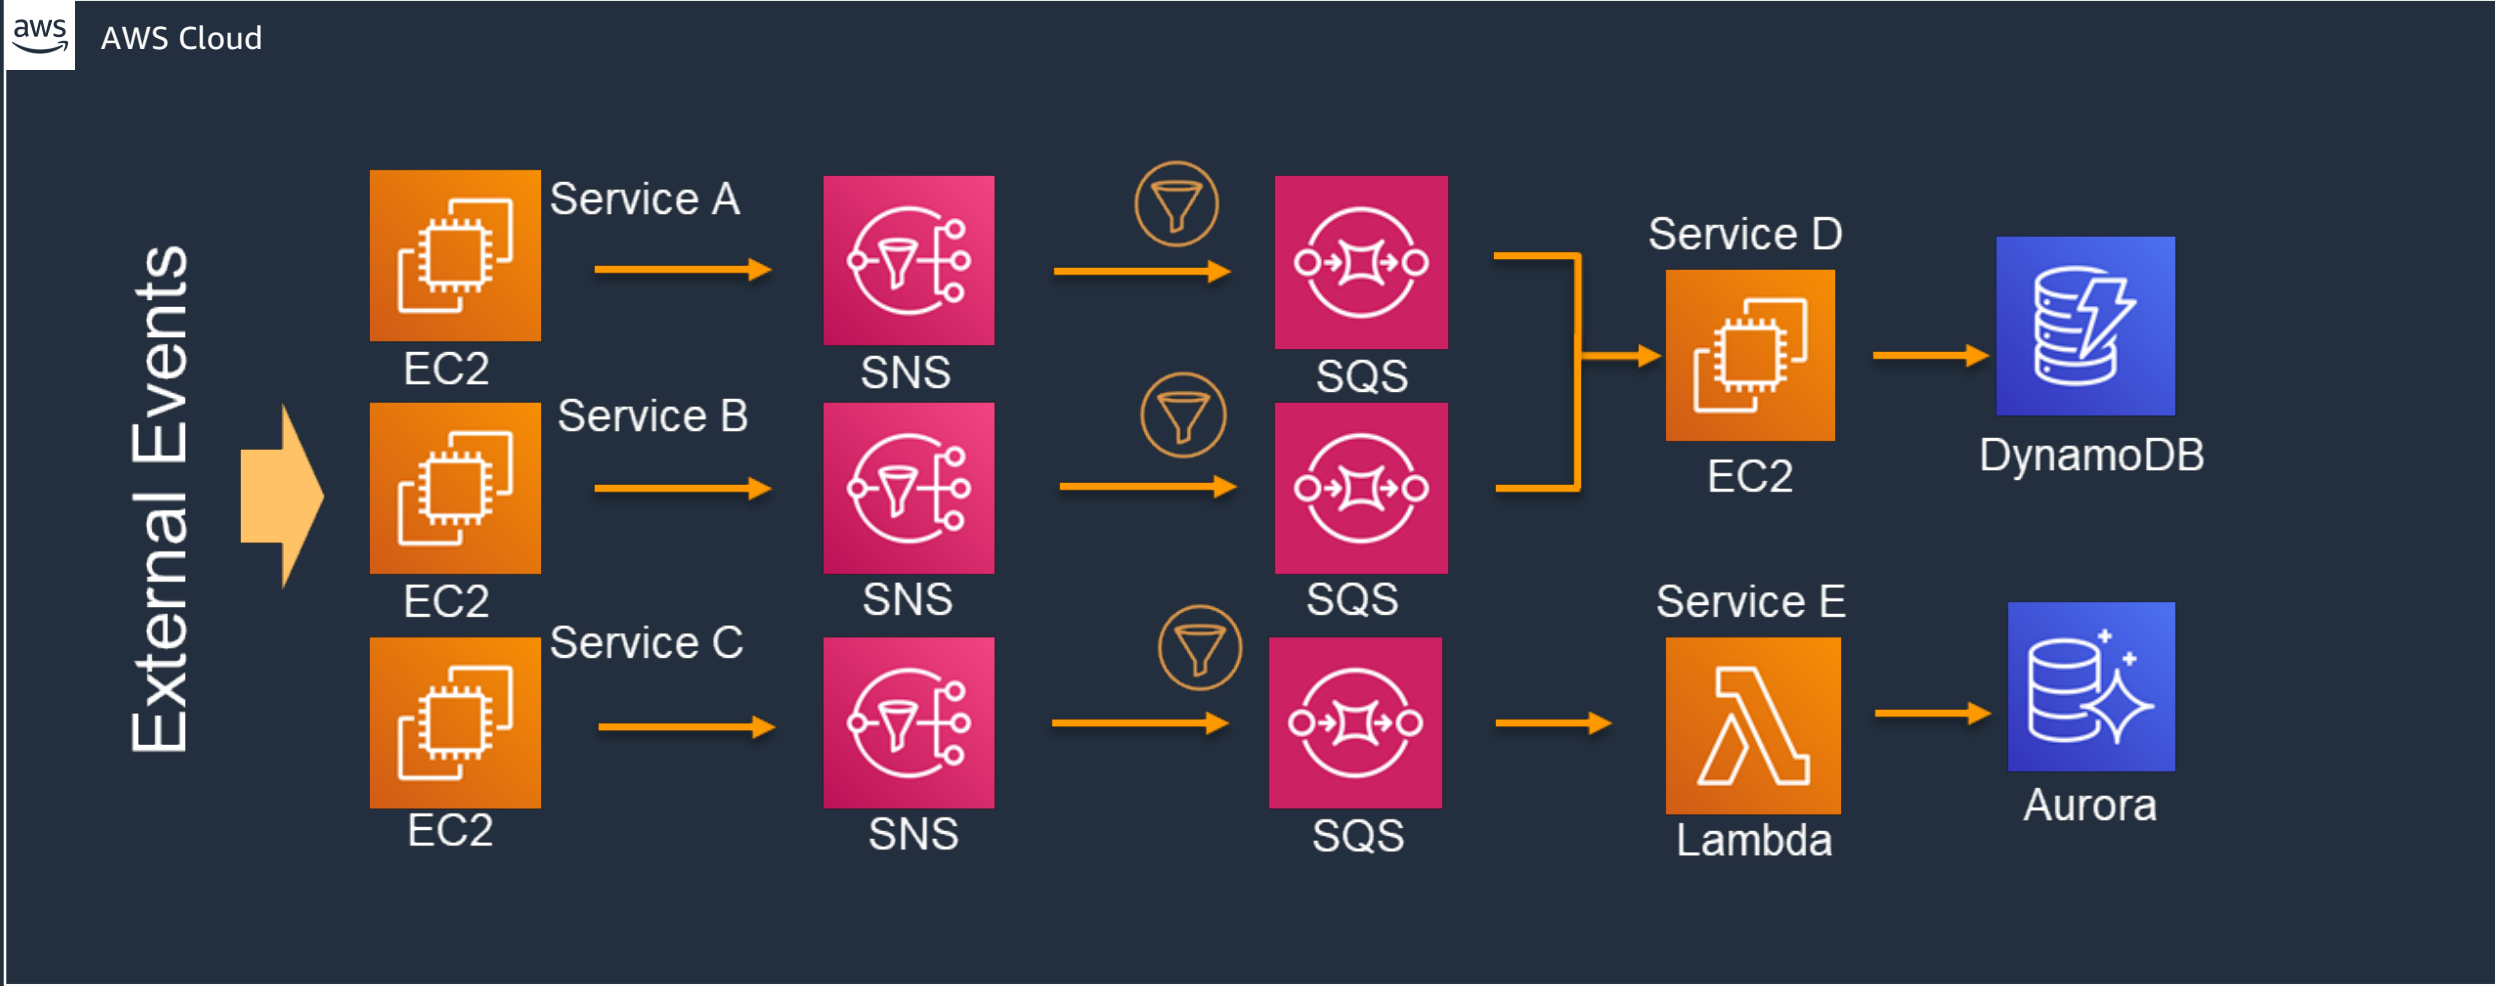 aws
AWS Cloud
External Events
Service A
EC2
SNS
SQS
Service B
EC2
SNS
SQS
Service C
EC2
SNS
SQS
Service D
EC2
DynamoDB
Service E
Lambda
Aurora